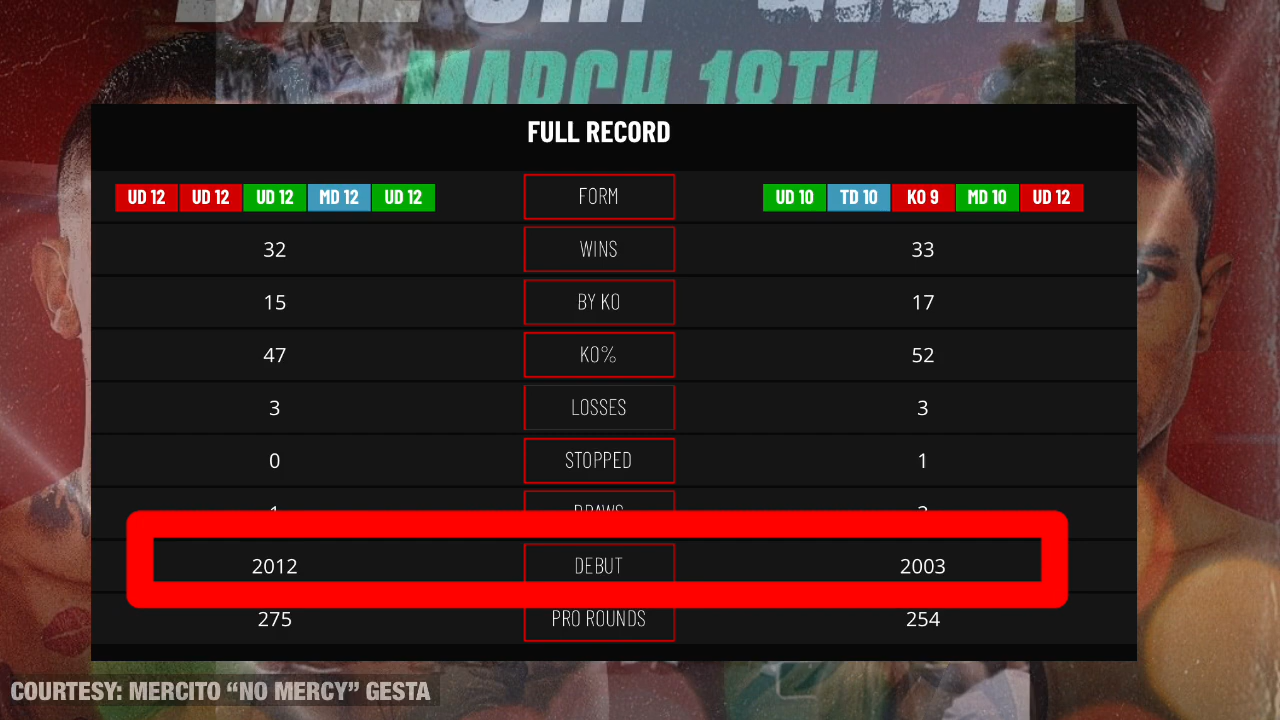 MARCH 18TH
FULL RECORD
UD 12 UD 12 UD 12 MD 12 UD 12 FORM UD 10 TD 10 KO 9 MD 10 UD 12
32 WINS 33
15 BY KO 17
47 KO% 52
3 LOSSES 3
0 STOPPED 1
1 DRAWS
2012 DEBUT 2003
275 PRO ROUNDS 254
COURTESY: MERCITO “NO MERCY” GESTA